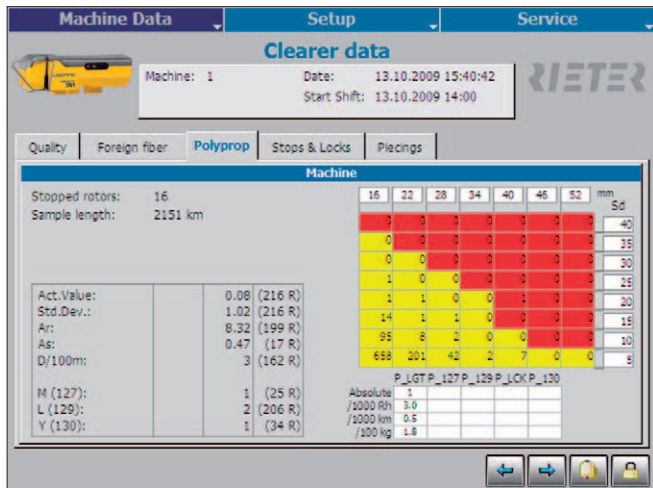 Machine Data Setup Service
Clearer data
Machine: 1 Date: 13.10.2009 15:40:42
Start Shift: 13.10.2009 14:00
RIETER
Quality Foreign fiber Polyprop Stops & Locks Piecings
Machine
Stopped rotors: 16
Sample length: 2151 km
16 22 28 34 40 46 52 mm
Sd
0 0 0 0 0 0 0 40
0 0 0 0 0 0 0 35
0 0 0 0 0 0 0 30
1 0 0 0 0 0 0 25
1 1 0 0 1 0 0 20
14 1 1 0 0 0 0 15
95 8 2 0 0 0 0 10
658 201 42 2 7 0 0 5
Act.Value: 0.08 (216 R)
Std.Dev.: 1.02 (216 R)
Ar: 8.32 (199 R)
As: 0.47 (17 R)
D/100m: 3 (162 R)
M (127): 1 (25 R)
L (129): 2 (206 R)
Y (130): 1 (34 R)
P_LGT P_127 P_129 P_LCK P_130
Absolute 1
/1000 Rh 3.0
/1000 km 0.5
/100 kg 1.8